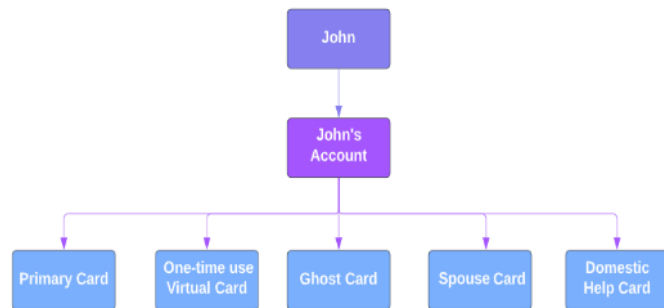 John
John's
Account
Primary Card
One-time use
Virtual Card
Ghost Card
Spouse Card
Domestic
Help Card